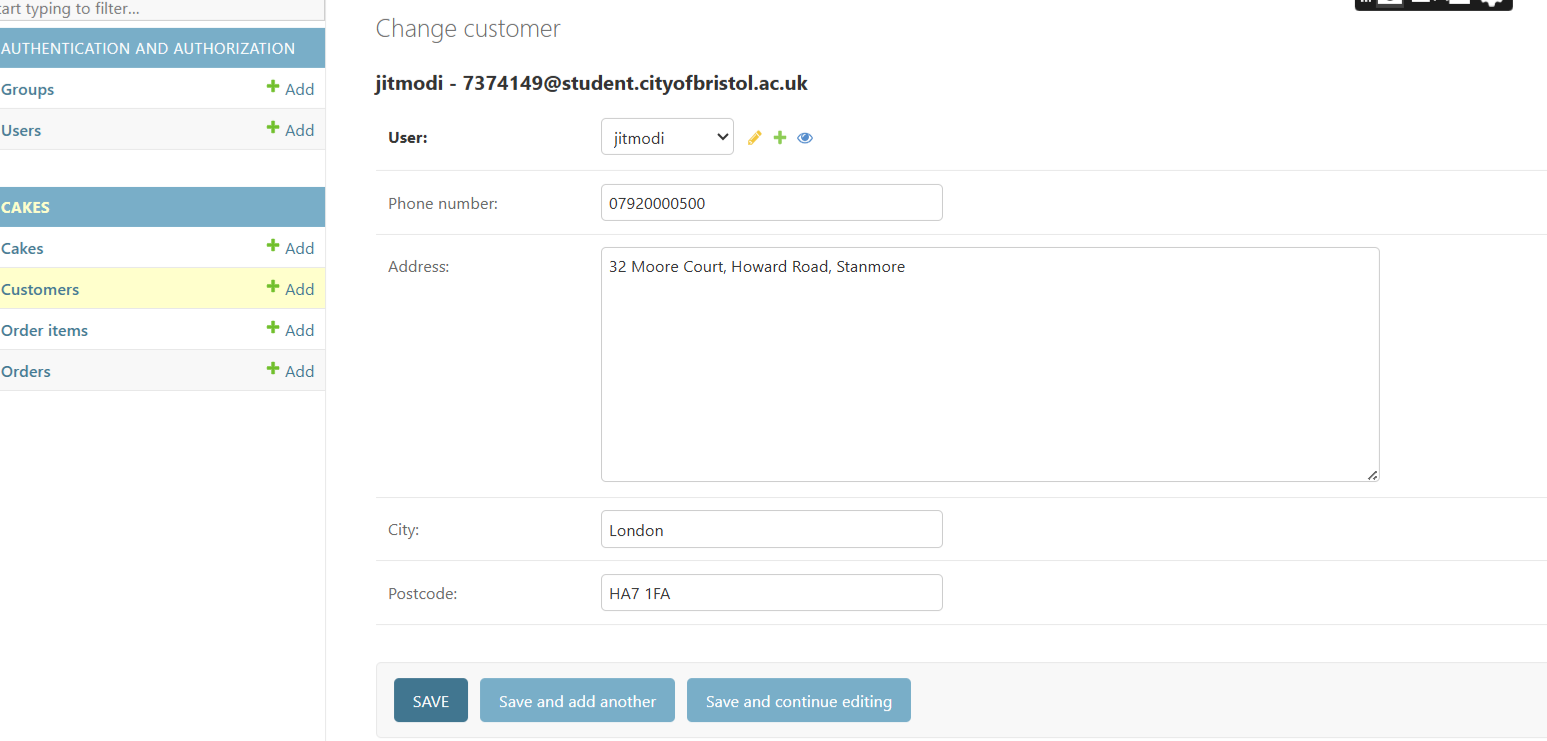 art typing to filter...
AUTHENTICATION AND AUTHORIZATION
Groups Add
Users Add
CAKES
Cakes Add
Customers Add
Order items Add
Orders Add
Change customer
jitmodi - 7374149@student.cityofbristol.ac.uk
User: jitmodi
Phone number: 07920000500
Address: 32 Moore Court, Howard Road, Stanmore
City: London
Postcode: HA7 1FA
SAVE Save and add another Save and continue editing